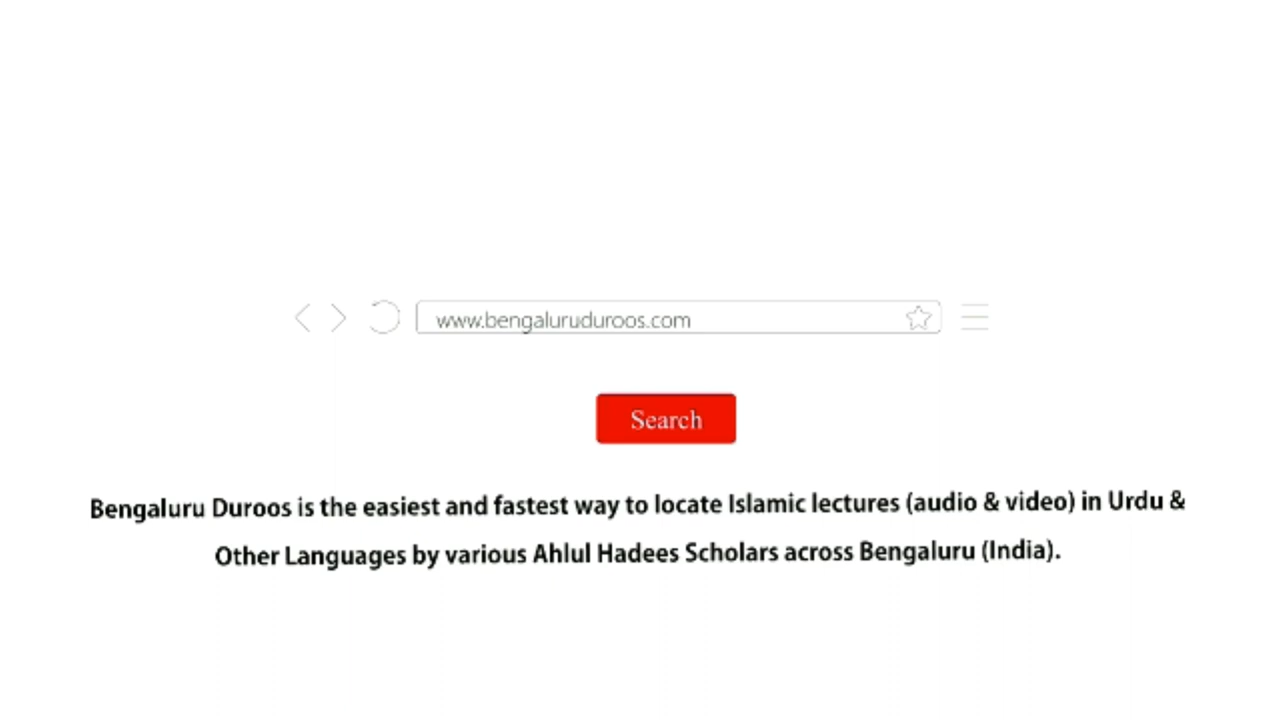 www.bengaluruduroos.com
Search
Bengaluru Duroos is the easiest and fastest way to locate Islamic lectures (audio & video) in Urdu &
Other Languages by various Ahlul Hadees Scholars across Bengaluru (India).